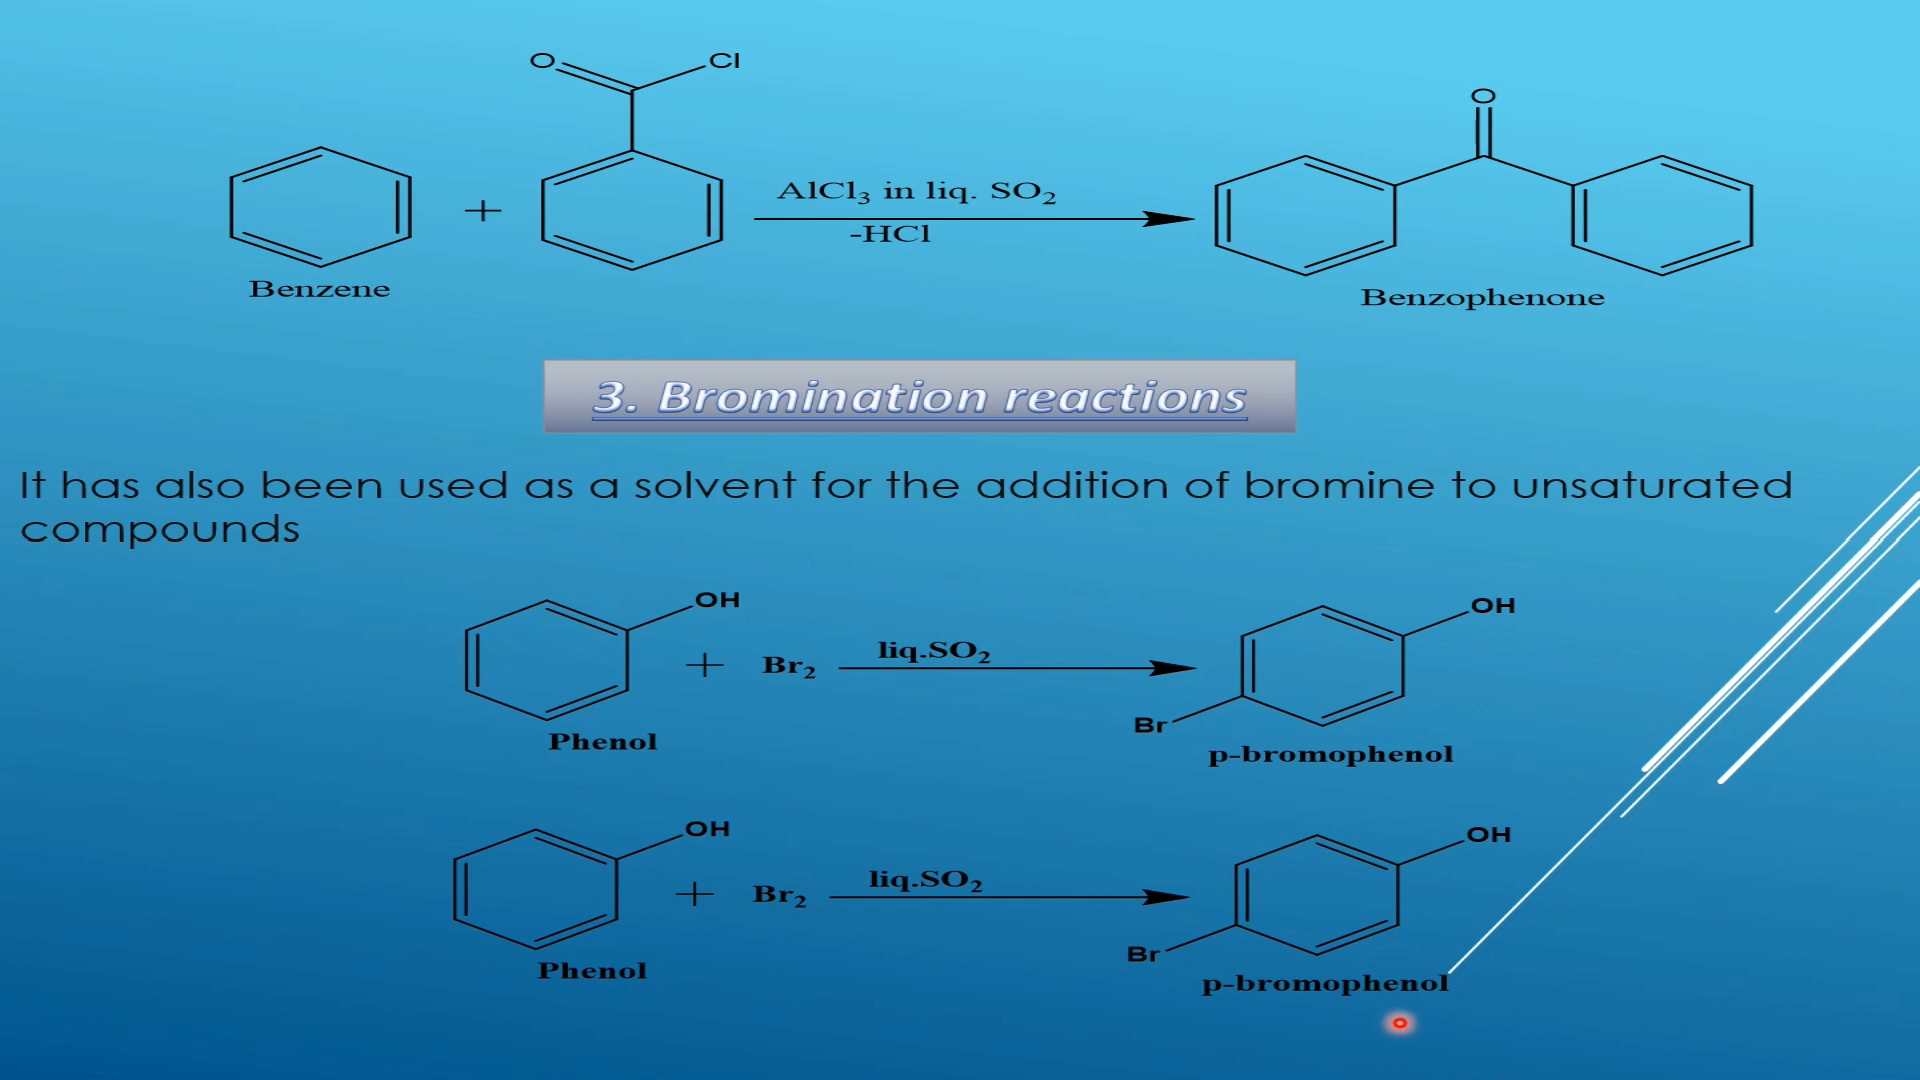 O Cl
O
AlCl3 in liq. SO2
+
-HCl
Benzene
Benzophenone
3. Bromination reactions
It has also been used as a solvent for the addition of bromine to unsaturated
compounds
OH OH
+ Br2 liq.SO2
Br
Phenol
p-bromophenol
OH OH
+ Br2 liq.SO2
Br
Phenol
p-bromophenol